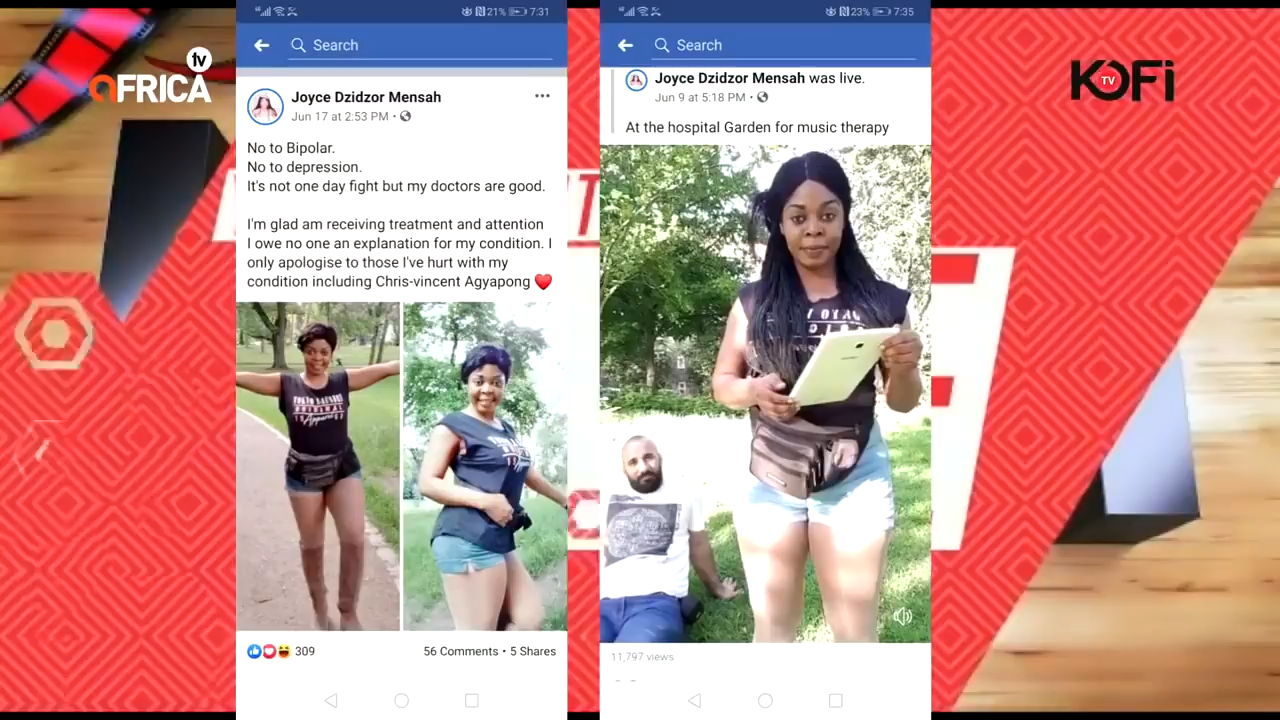 tv
AFRICA
21%
7:31
Search
Joyce Dzidzor Mensah
Jun 17 at 2:53 PM •
No to Bipolar.
No to depression.
It's not one day fight but my doctors are good.
I'm glad am receiving treatment and attention
I owe no one an explanation for my condition. I
only apologise to those I've hurt with my
condition including Chris-vincent Agyapong
309
56 Comments • 5 Shares
23%
7:35
Search
Joyce Dzidzor Mensah was live.
Jun 9 at 5:18 PM •
At the hospital Garden for music therapy
11,797 views
KOFI
TV